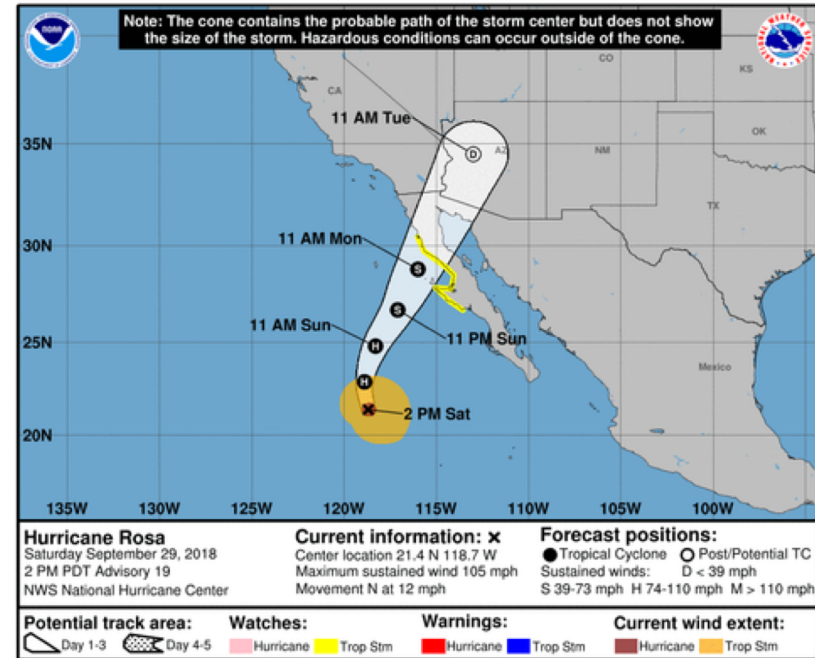 Note: The cone contains the probable path of the storm center but does not show
the size of the storm. Hazardous conditions can occur outside of the cone.
NOAA
CO
KS
CA
11 AM Tue
35N
D
AZ
NM
OK
TX
30N
11 AM Mon
S
S
11 AM Sun
11 PM Sun
25N
H
Mexico
H
2 PM Sat
20N
135W 130W 125W 120W 115W 110W 105W 100W
Hurricane Rosa
Saturday September 29, 2018
2 PM PDT Advisory 19
NWS National Hurricane Center
Current information: x
Center location 21.4 N 118.7 W
Maximum sustained wind 105 mph
Movement N at 12 mph
Forecast positions:
Tropical Cyclone Post/Potential TC
Sustained winds: D < 39 mph
S 39-73 mph H 74-110 mph M > 110 mph
Potential track area:
Day 1-3 Day 4-5
Watches:
Hurricane Trop Stm
Warnings:
Hurricane Trop Stm
Current wind extent:
Hurricane Trop Stm